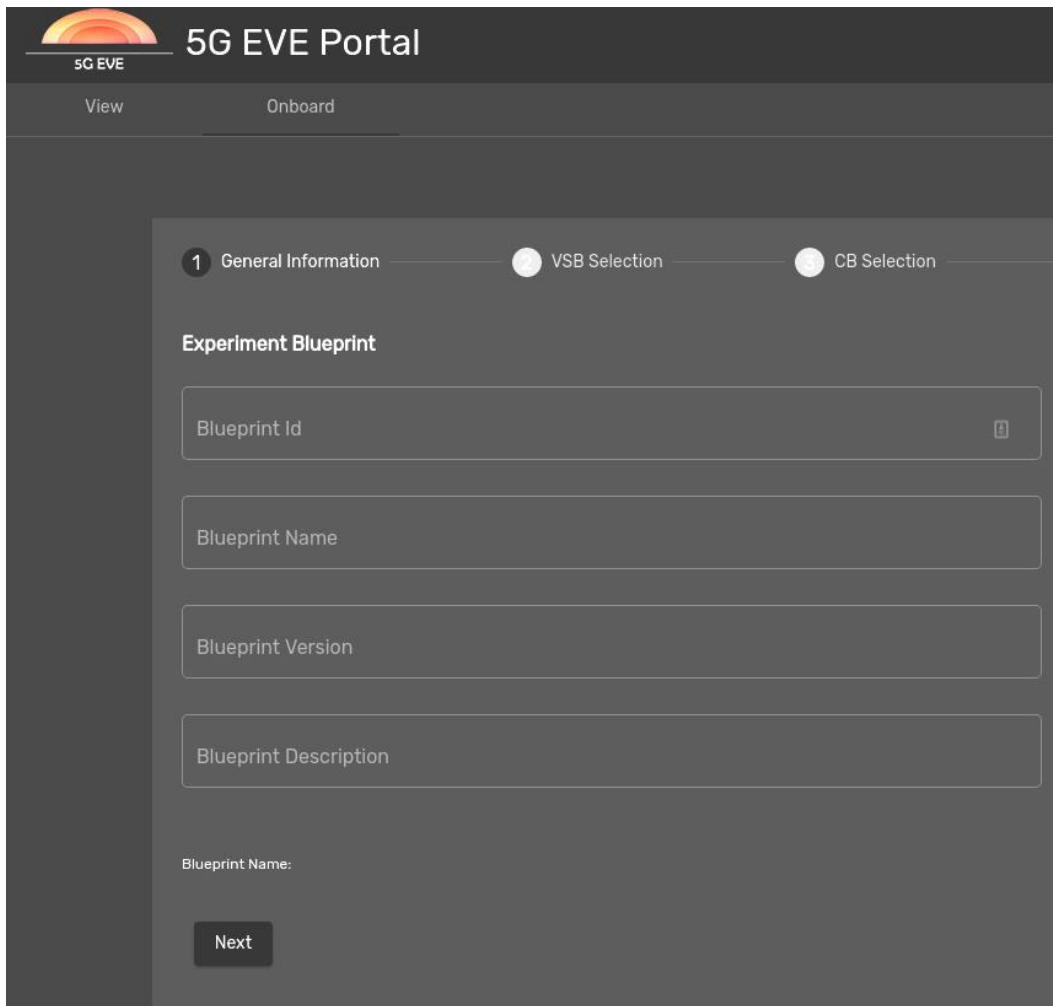 5G EVE
5G EVE Portal
View Onboard
1 General Information 2 VSB Selection 3 CB Selection
Experiment Blueprint
Blueprint Id
Blueprint Name
Blueprint Version
Blueprint Description
Blueprint Name:
Next